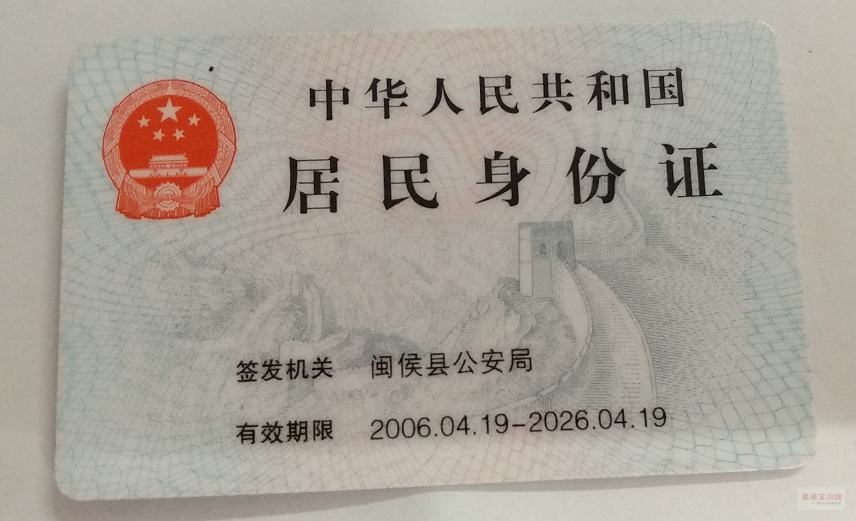 中华人民共和国
居民身份证
签发机关 闽侯县公安局
有效期限 2006.04.19-2026.04.19